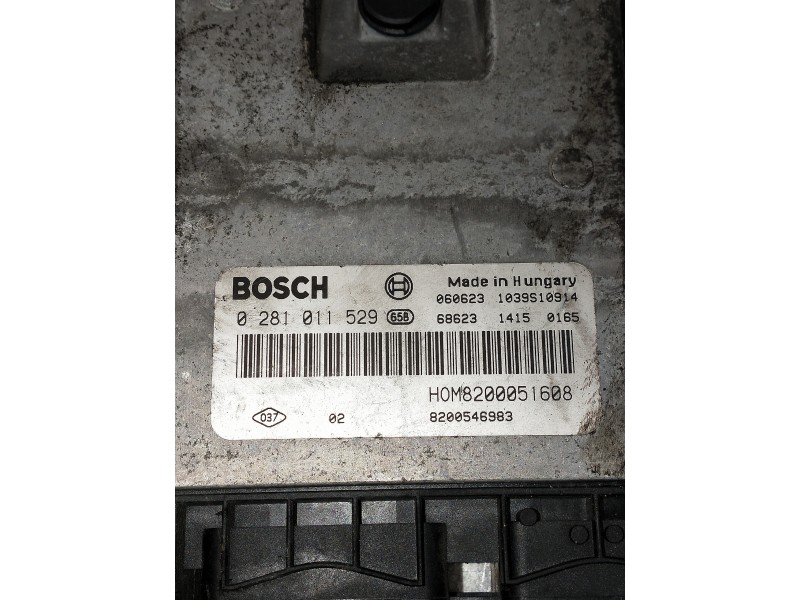 BOSCH Made in Hungary
060623 1039S10914
0 281 011 529 658 68623 1415 0165
HOM8200051608
037 02 8200546983